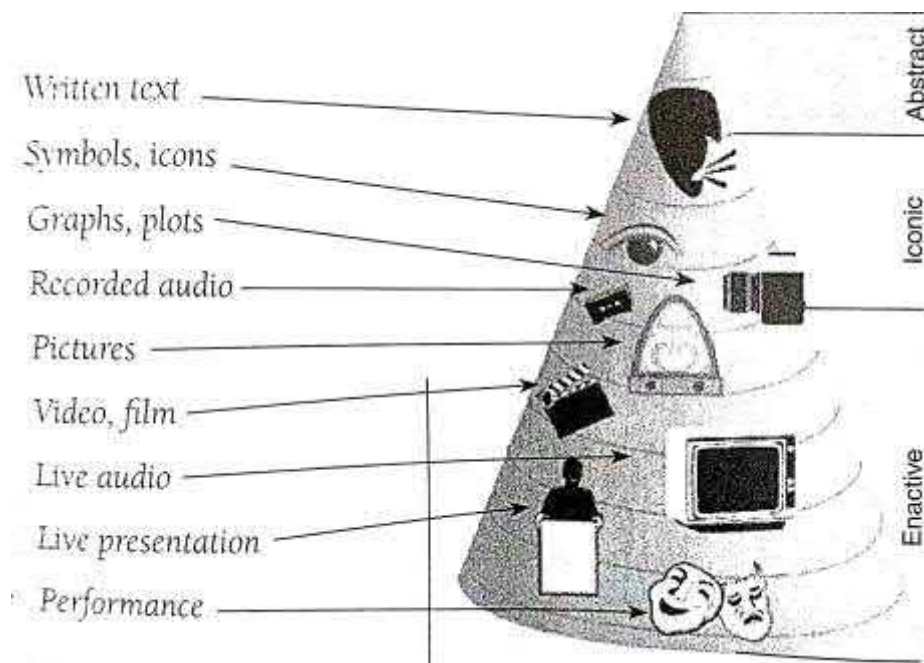 Written text
Symbols, icons
Graphs, plots
Recorded audio
Pictures
Video, film
Live audio
Live presentation
Performance
Abstract
Iconic
Enactive